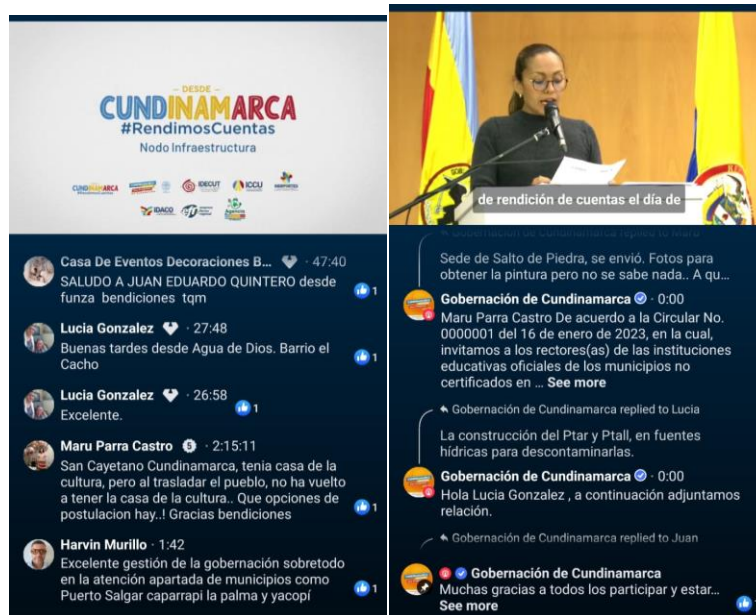 — DESDE —
CUNDINAMARCA
#RendimosCuentas
Nodo Infraestructura
CUNDINAMARCA
IDECUT
ICCU
IDACO
Casa De Eventos Decoraciones B... · 47:40
SALUDO A JUAN EDUARDO QUINTERO desde
funza bendiciones tqm
1
Lucia Gonzalez · 27:48
Buenas tardes desde Agua de Dios. Barrio el
Cacho
1
Lucia Gonzalez · 26:58
Excelente.
1
Maru Parra Castro 5 · 2:15:11
San Cayetano Cundinamarca, tenia casa de la
cultura, pero al trasladar el pueblo, no ha vuelto
a tener la casa de la cultura.. Que opciones de
postulacion hay..! Gracias bendiciones
1
Harvin Murillo · 1:42
Excelente gestión de la gobernación sobretodo
en la atención apartada de municipios como
Puerto Salgar caparrapi la palma y yacopí
1
de rendición de cuentas el día de
Gobernación de Cundinamarca replied to Maru
Sede de Salto de Piedra, se envió. Fotos para
obtener la pintura pero no se sabe nada.. A qu...
Gobernación de Cundinamarca · 0:00
Maru Parra Castro De acuerdo a la Circular No.
0000001 del 16 de enero de 2023, en la cual,
invitamos a los rectores(as) de las instituciones
educativas oficiales de los municipios no
certificados en ... See more
Gobernación de Cundinamarca replied to Lucia
La construcción del Ptar y Ptall, en fuentes
hídricas para descontaminarlas.
Gobernación de Cundinamarca · 0:00
Hola Lucia Gonzalez , a continuación adjuntamos
relación.
Gobernación de Cundinamarca replied to Juan
Gobernación de Cundinamarca
Muchas gracias a todos los participar y estar...
See more